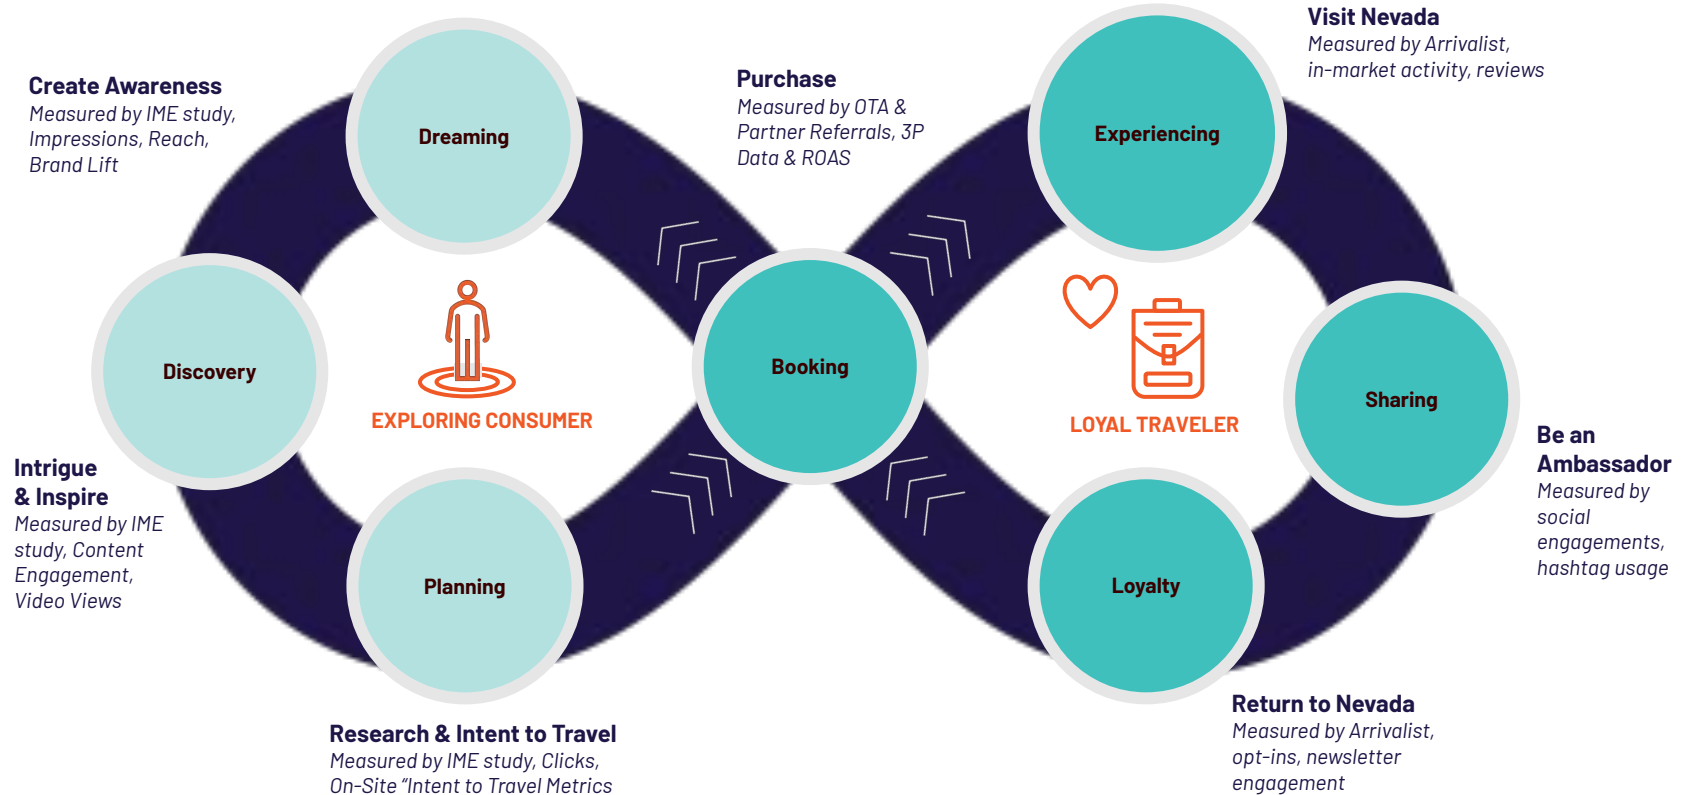 Create Awareness
Measured by IME study,
Impressions, Reach,
Brand Lift
Dreaming
Purchase
Measured by OTA &
Partner Referrals, 3P
Data & ROAS
Experiencing
Visit Nevada
Measured by Arrivalist,
in-market activity, reviews
Discovery
EXPLORING CONSUMER
Booking
LOYAL TRAVELER
Sharing
Intrigue
& Inspire
Measured by IME
study, Content
Engagement,
Video Views
Planning
Loyalty
Be an
Ambassador
Measured by
social
engagements,
hashtag usage
Research & Intent to Travel
Measured by IME study, Clicks,
On-Site “Intent to Travel Metrics
Return to Nevada
Measured by Arrivalist,
opt-ins, newsletter
engagement